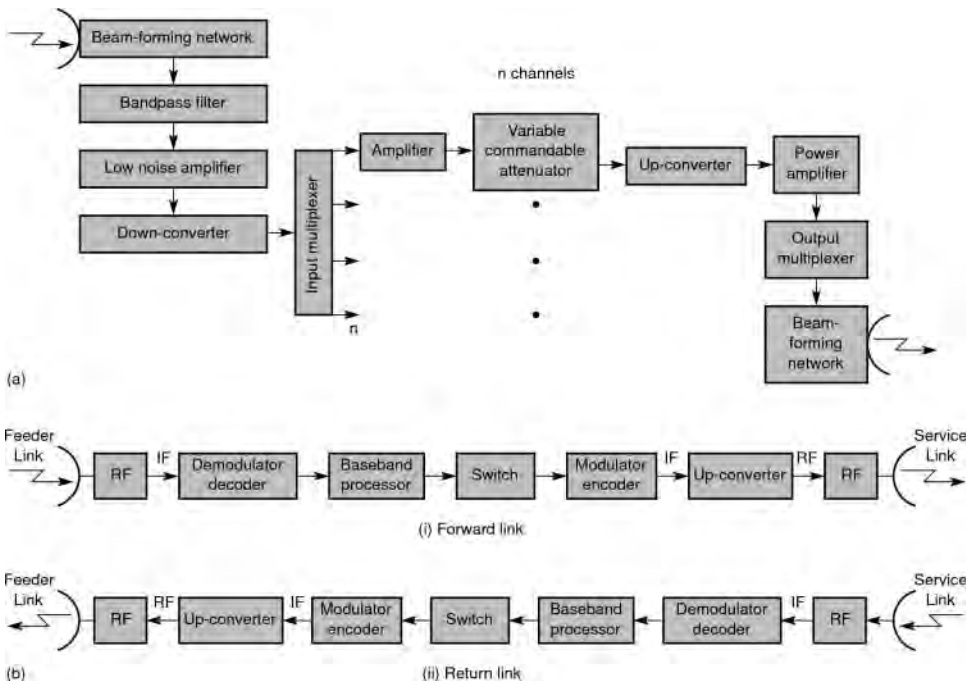 Beam-forming network
n channels
Bandpass filter
Amplifier
Variable
commandable
attenuator
Up-converter
Power
amplifier
Low noise amplifier
Down-converter
Input multiplexer
Output
multiplexer
n
Beam-
forming
network
(a)
Feeder
Link
RF
IF
Demodulator
decoder
Baseband
processor
Switch
Modulator
encoder
IF
Up-converter
RF
RF
Service
Link
(i) Forward link
Feeder
Link
RF
RF
Up-converter
IF
Modulator
encoder
Switch
Baseband
processor
Demodulator
decoder
IF
RF
Service
Link
(b)
(ii) Return link